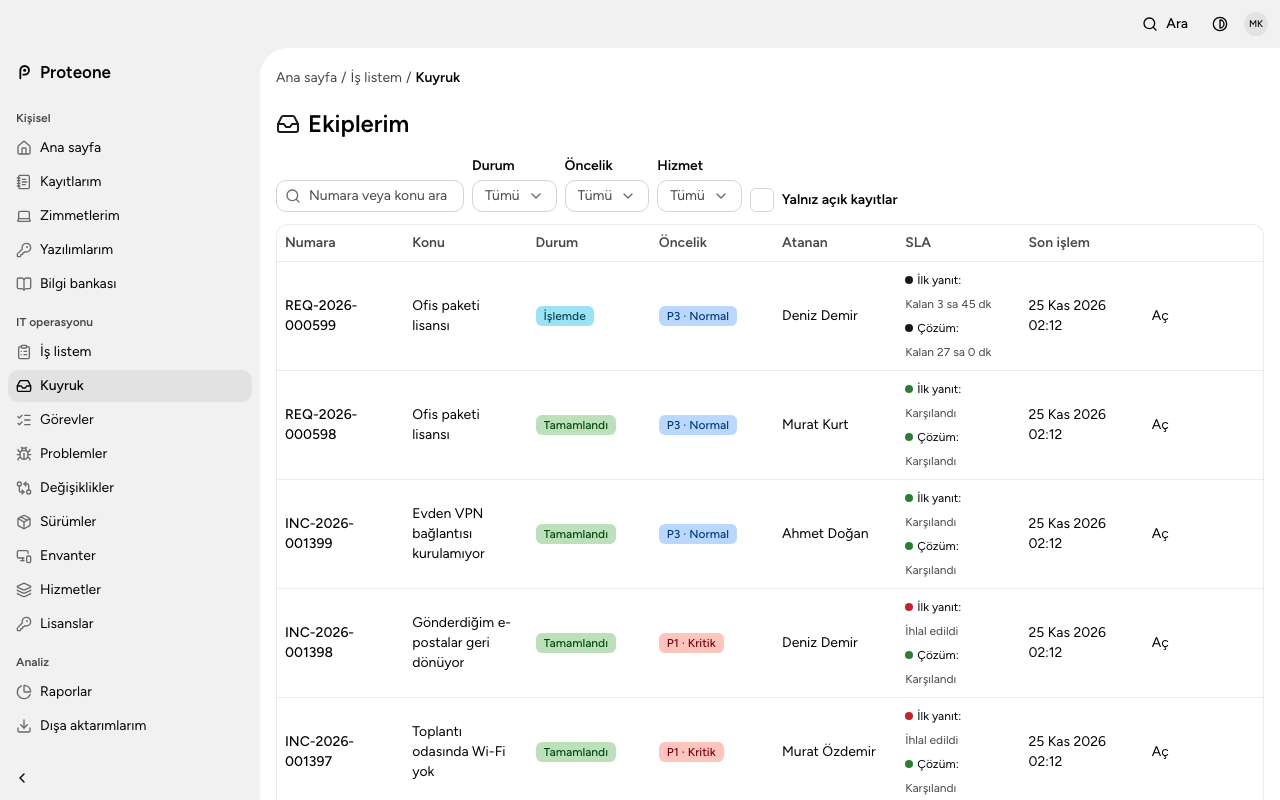 Ara
MK
Proteone
Kişisel
Ana sayfa
Kayıtlarım
Zimmetlerim
Yazılımlarım
Bilgi bankası
IT operasyonu
İş listem
Kuyruk
Görevler
Problemler
Değişiklikler
Sürümler
Envanter
Hizmetler
Lisanslar
Analiz
Raporlar
Dışa aktarımlarım
Ana sayfa / İş listem / Kuyruk
Ekiplerim
Durum Öncelik Hizmet
Numara veya konu ara Tümü Tümü Tümü Yalnız açık kayıtlar
Numara Konu Durum Öncelik Atanan SLA Son işlem
REQ-2026-
000599
Ofis paketi
lisansı
İşlemde
P3 · Normal
Deniz Demir
İlk yanıt:
Kalan 3 sa 45 dk
Çözüm:
Kalan 27 sa 0 dk
25 Kas 2026
02:12
Aç
REQ-2026-
000598
Ofis paketi
lisansı
Tamamlandı
P3 · Normal
Murat Kurt
İlk yanıt:
Karşılandı
Çözüm:
Karşılandı
25 Kas 2026
02:12
Aç
INC-2026-
001399
Evden VPN
bağlantısı
kurulamıyor
Tamamlandı
P3 · Normal
Ahmet Doğan
İlk yanıt:
Karşılandı
Çözüm:
Karşılandı
25 Kas 2026
02:12
Aç
INC-2026-
001398
Gönderdiğim e-
postalar geri
dönüyor
Tamamlandı
P1 · Kritik
Deniz Demir
İlk yanıt:
İhlal edildi
Çözüm:
Karşılandı
25 Kas 2026
02:12
Aç
INC-2026-
001397
Toplantı
odasında Wi-Fi
yok
Tamamlandı
P1 · Kritik
Murat Özdemir
İlk yanıt:
İhlal edildi
Çözüm:
Karşılandı
25 Kas 2026
02:12
Aç